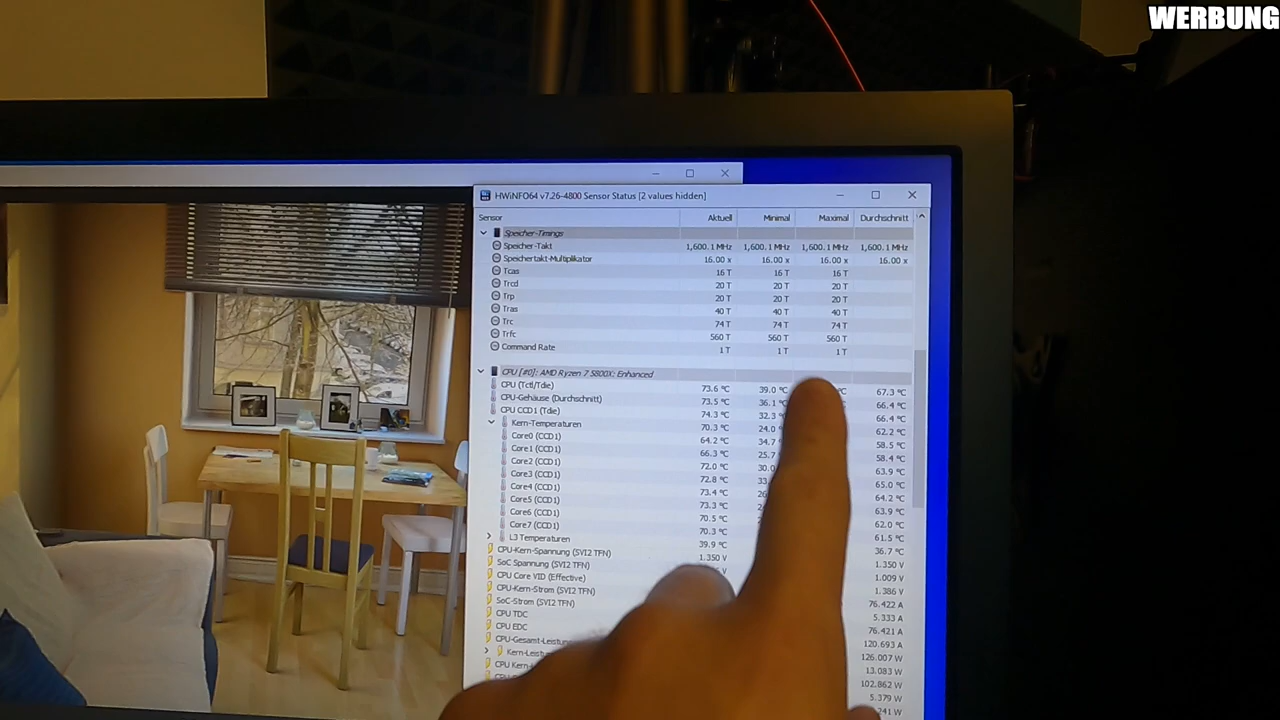 WERBUNG
HWiNFO64 v7.26-4800 Sensor Status [2 values hidden]
Sensor Aktuell Minimal Maximal Durchschnitt
Speicher-Timings
Speicher-Takt 1,600.1 MHz 1,600.1 MHz 1,600.1 MHz 1,600.1 MHz
Speichertakt-Multiplikator 16.00 x 16.00 x 16.00 x 16.00 x
Tcas 16 T 16 T 16 T
Trcd 20 T 20 T 20 T
Trp 20 T 20 T 20 T
Tras 40 T 40 T 40 T
Trc 74 T 74 T 74 T
Trfc 560 T 560 T 560 T
Command Rate 1 T 1 T 1 T
CPU [#0]: AMD Ryzen 7 5800X: Enhanced
CPU (Tctl/Tdie) 73.6 °C 39.0 °C °C 67.3 °C
CPU-Gehäuse (Durchschnitt) 73.5 °C 36.1 °C 66.4 °C
CPU CCD1 (Tdie) 74.3 °C 32.3 66.4 °C
Kern-Temperaturen 70.3 °C 24.0 62.2 °C
Core0 (CCD1) 64.2 °C 34.7 58.5 °C
Core1 (CCD1) 66.3 °C 25.7 58.4 °C
Core2 (CCD1) 72.0 °C 30.0 63.9 °C
Core3 (CCD1) 72.8 °C 65.0 °C
Core4 (CCD1) 73.4 °C 64.2 °C
Core5 (CCD1) 73.3 °C 63.9 °C
Core6 (CCD1) 70.5 °C 62.0 °C
Core7 (CCD1) 70.3 °C 61.5 °C
L3 Temperaturen 39.9 °C 36.7 °C
CPU-Kern-Spannung (SVI2 TFN) 1.350 V 1.350 V
SoC Spannung (SVI2 TFN) 1.009 V
CPU Core VID (Effective) 1.386 V
CPU-Kern-Strom (SVI2 TFN) 76.422 A
SoC-Strom (SVI2 TFN) 5.333 A
CPU TDC 76.421 A
CPU EDC 120.693 A
CPU-Gesamt-Leistun 126.007 W
Kern-Leistu 13.083 W
CPU Kern 102.862 W
5.379 W